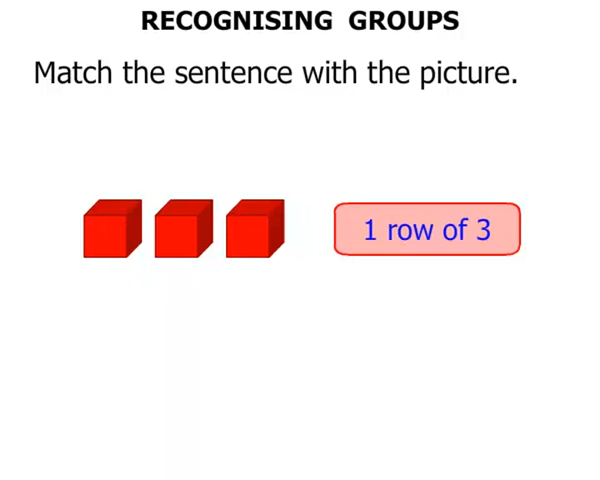 RECOGNISING GROUPS
Match the sentence with the picture.
1 row of 3